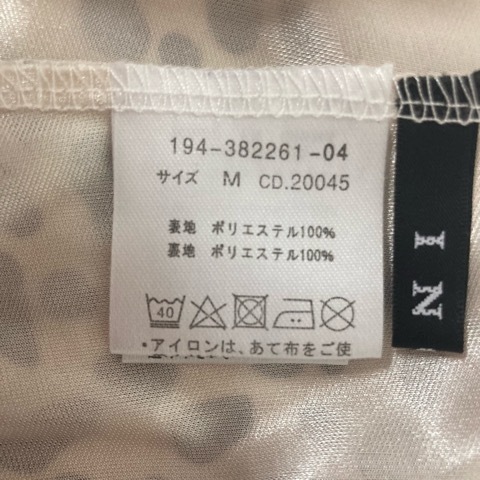 194-382261-04
サイズ M CD.20045
表地 ポリエステル100%
裏地 ポリエステル100%
40
・アイロンは、あて布をご使
N I